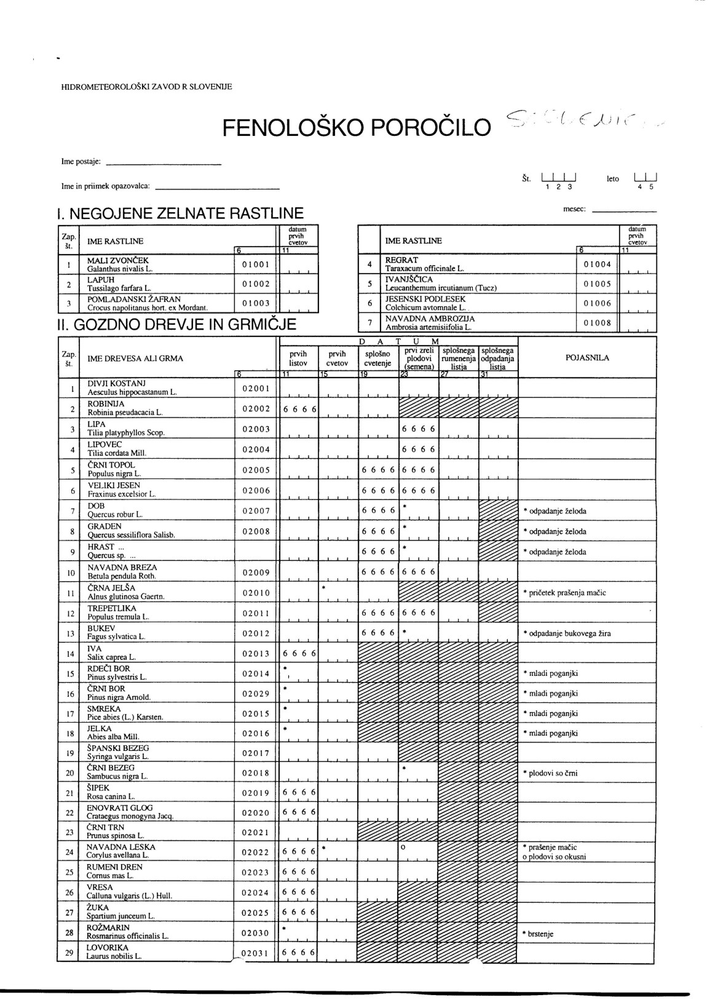 HIDROMETEOROLOŠKI ZAVOD R SLOVENIJE
FENOLOŠKO POROČILO
Ime postaje:
Ime in priimek opazovalca:
Št. 1 2 3 leto 4 5
mesec:
I. NEGOJENE ZELNATE RASTLINE
Zap. št. IME RASTLINE 6 datum prvih cvetov 11
1 MALI ZVONČEK 01001
Galanthus nivalis L.
2 LAPUH 01002
Tussilago farfara L.
3 POMLADANSKI ŽAFRAN 01003
Crocus napolitanus hort. ex Mordant.
IME RASTLINE 6 datum prvih cvetov 11
4 REGRAT 01004
Taraxacum officinale L.
5 IVANJŠČICA 01005
Leucanthemum ircutianum (Tucz)
6 JESENSKI PODLESEK 01006
Colchicum avtomnale L.
7 NAVADNA AMBROZIJA 01008
Ambrosia artemisiifolia L.
II. GOZDNO DREVJE IN GRMIČJE
D A T U M
Zap. št. IME DREVESA ALI GRMA 6 prvih listov 11 prvih cvetov 15 splošno cvetenje 19 prvi zreli plodovi (semena) 23 splošnega rumenenja listja 27 splošnega odpadanja listja 31 POJASNILA
1 DIVJI KOSTANJ 02001
Aesculus hippocastanum L.
2 ROBINIJA 02002 6 6 6 6
Robinia pseudacacia L.
3 LIPA 02003 6 6 6 6
Tilia platyphyllos Scop.
4 LIPOVEC 02004 6 6 6 6
Tilia cordata Mill.
5 ČRNI TOPOL 02005 6 6 6 6 6 6 6 6
Populus nigra L.
6 VELIKI JESEN 02006 6 6 6 6 6 6 6 6
Fraxinus excelsior L.
7 DOB 02007 6 6 6 6 * * odpadanje želoda
Quercus robur L.
8 GRADEN 02008 6 6 6 6 * * odpadanje želoda
Quercus sessiliflora Salisb.
9 HRAST ... 6 6 6 6 * * odpadanje želoda
Quercus sp. ...
10 NAVADNA BREZA 02009 6 6 6 6 6 6 6 6
Betula pendula Roth.
11 ČRNA JELŠA 02010 * * pričetek prašenja mačic
Alnus glutinosa Gaertn.
12 TREPETLIKA 02011 6 6 6 6 6 6 6 6
Populus tremula L.
13 BUKEV 02012 6 6 6 6 * * odpadanje bukovega žira
Fagus sylvatica L.
14 IVA 02013 6 6 6 6
Salix caprea L.
15 RDEČI BOR 02014 * * mladi poganjki
Pinus sylvestris L.
16 ČRNI BOR 02029 * * mladi poganjki
Pinus nigra Arnold.
17 SMREKA 02015 * * mladi poganjki
Pice abies (L.) Karsten.
18 JELKA 02016 * * mladi poganjki
Abies alba Mill.
19 ŠPANSKI BEZEG 02017
Syringa vulgaris L.
20 ČRNI BEZEG 02018 * * plodovi so črni
Sambucus nigra L.
21 ŠIPEK 02019 6 6 6 6
Rosa canina L.
22 ENOVRATI GLOG 02020 6 6 6 6
Crataegus monogyna Jacq.
23 ČRNI TRN 02021
Prunus spinosa L.
24 NAVADNA LESKA 02022 6 6 6 6 * o * prašenje mačic
Corylus avellana L. o plodovi so okusni
25 RUMENI DREN 02023 6 6 6 6
Cornus mas L.
26 VRESA 02024 6 6 6 6
Calluna vulgaris (L.) Hull.
27 ŽUKA 02025 6 6 6 6
Spartium junceum L.
28 ROŽMARIN 02030 * * brstenje
Rosmarinus officinalis L.
29 LOVORIKA 02031 6 6 6 6
Laurus nobilis L.